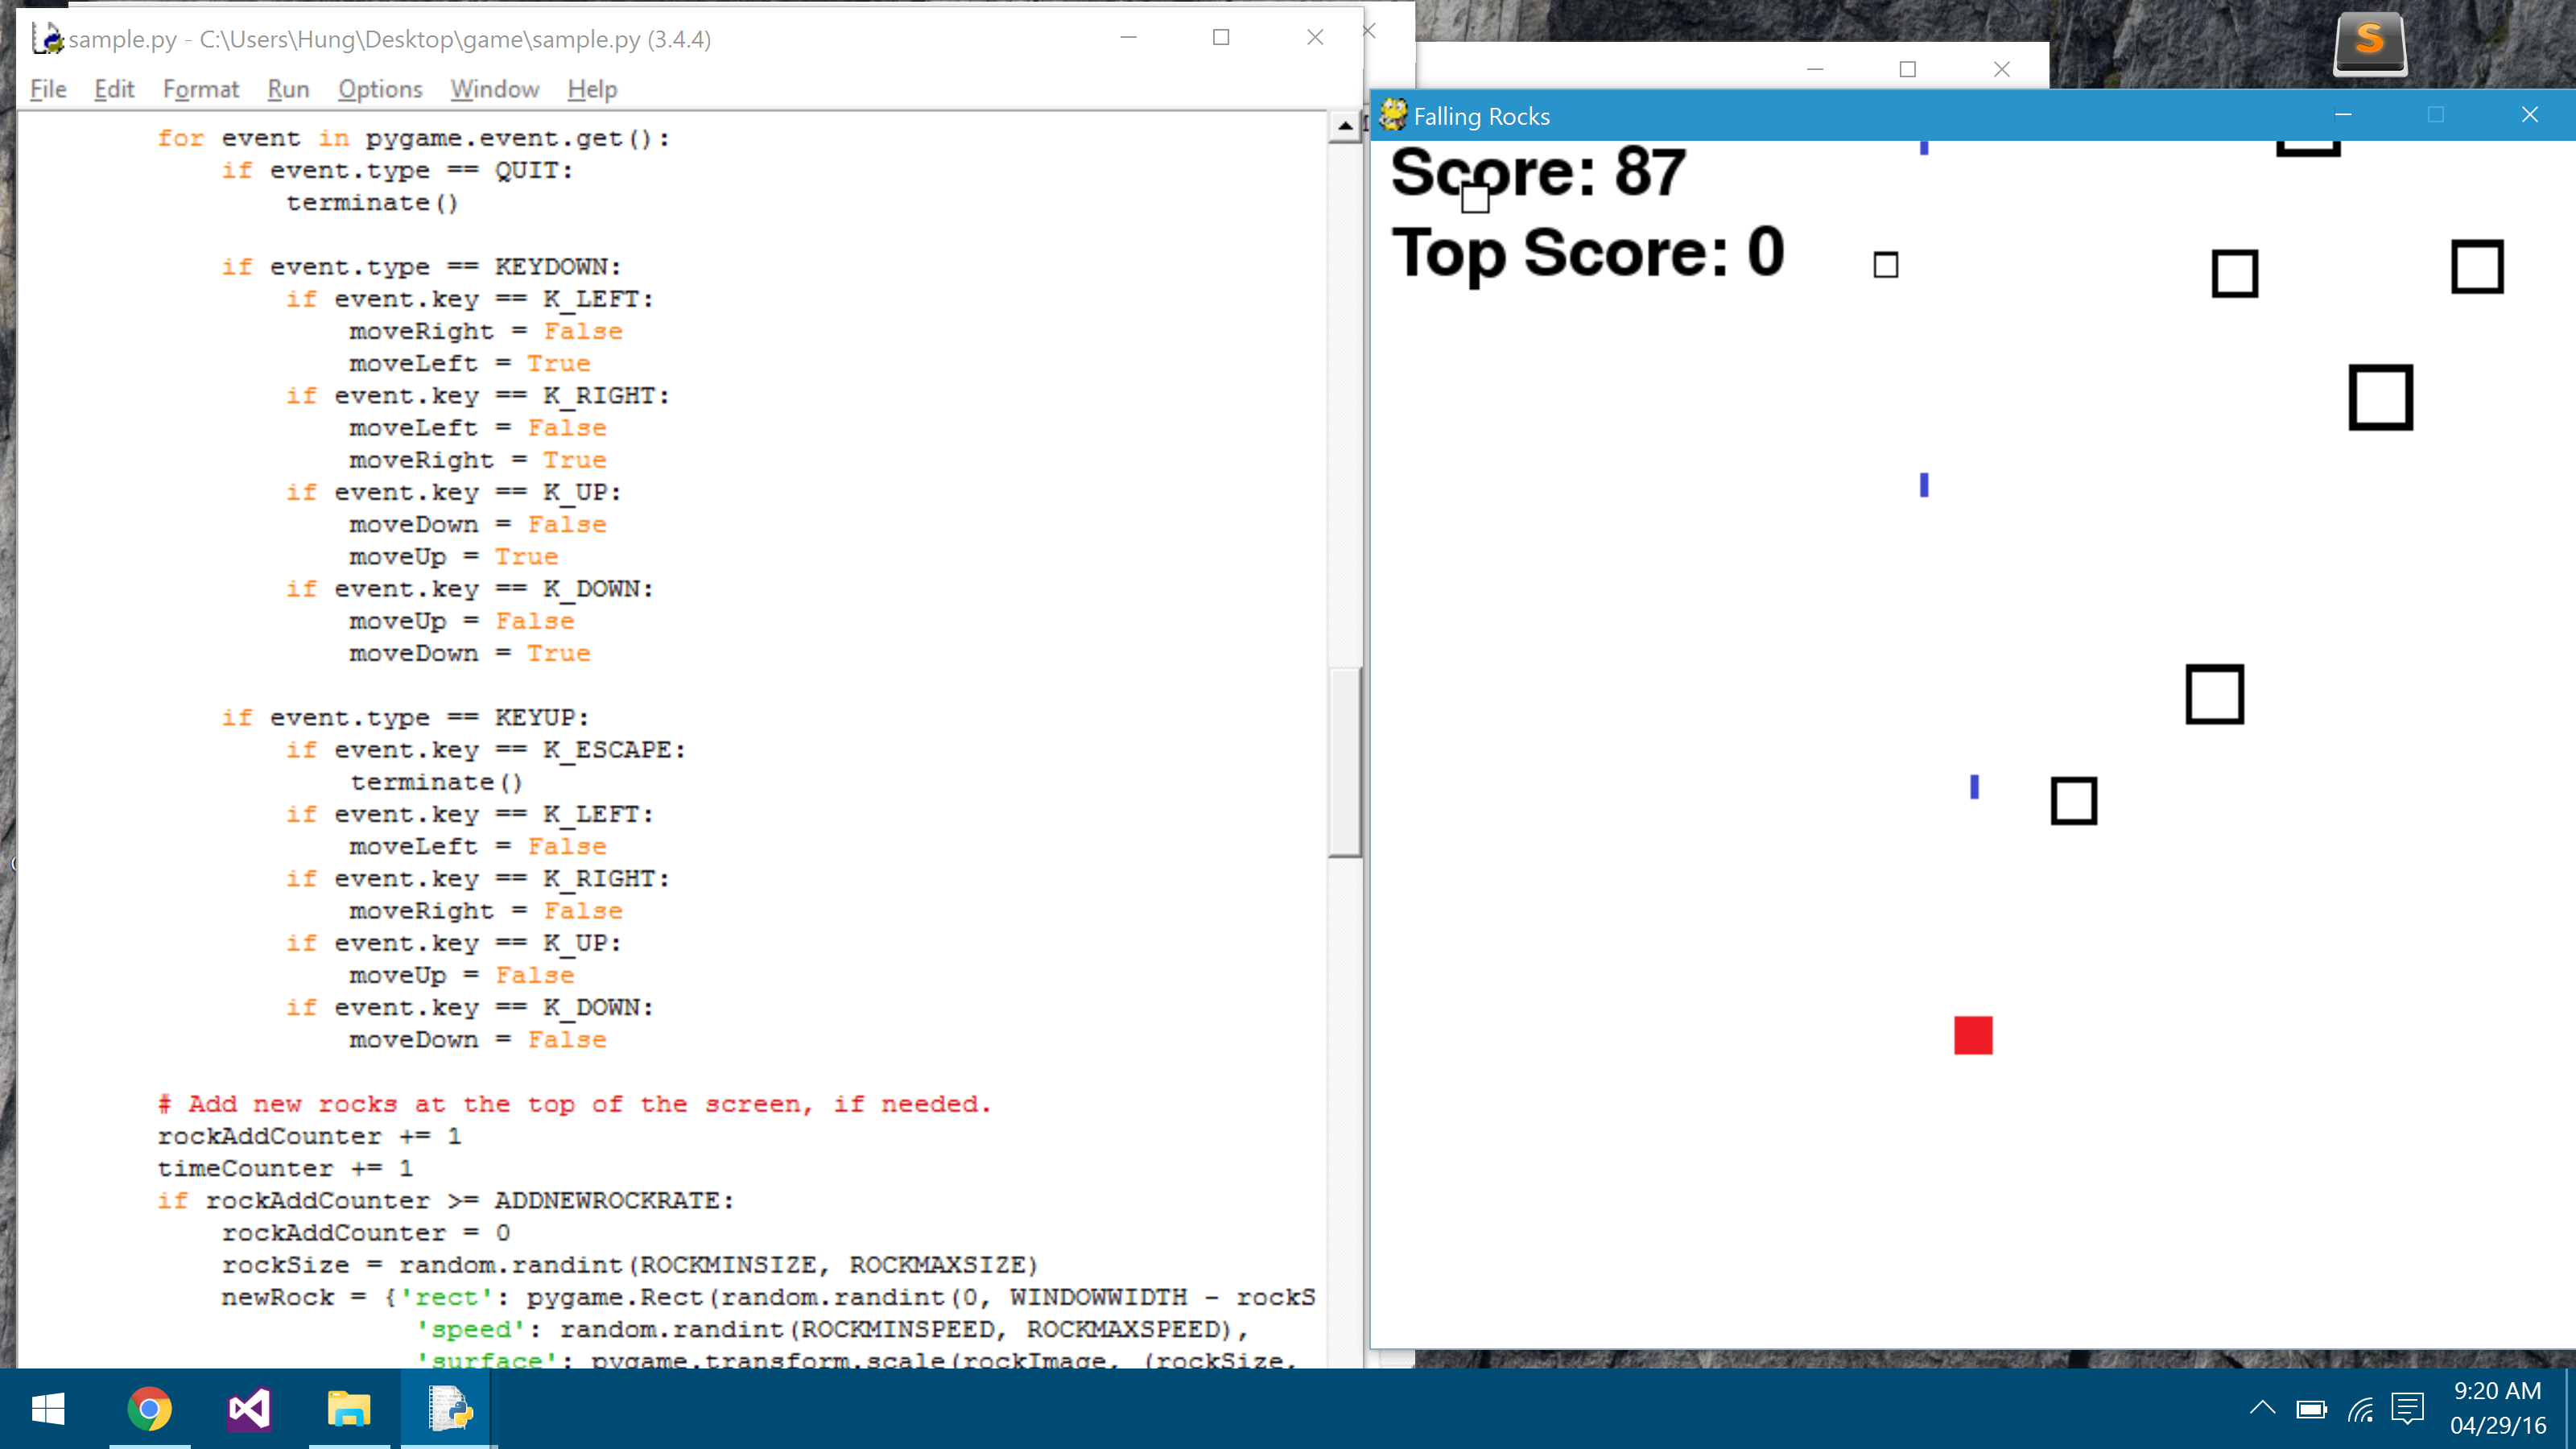 sample.py - C:\Users\Hung\Desktop\game\sample.py (3.4.4)
File Edit Format Run Options Window Help
for event in pygame.event.get():
if event.type == QUIT:
terminate()
if event.type == KEYDOWN:
if event.key == K_LEFT:
moveRight = False
moveLeft = True
if event.key == K_RIGHT:
moveLeft = False
moveRight = True
if event.key == K_UP:
moveDown = False
moveUp = True
if event.key == K_DOWN:
moveUp = False
moveDown = True
if event.type == KEYUP:
if event.key == K_ESCAPE:
terminate()
if event.key == K_LEFT:
moveLeft = False
if event.key == K_RIGHT:
moveRight = False
if event.key == K_UP:
moveUp = False
if event.key == K_DOWN:
moveDown = False
# Add new rocks at the top of the screen, if needed.
rockAddCounter += 1
timeCounter += 1
if rockAddCounter >= ADDNEWROCKRATE:
rockAddCounter = 0
rockSize = random.randint(ROCKMINSIZE, ROCKMAXSIZE)
newRock = {'rect': pygame.Rect(random.randint(0, WINDOWWIDTH - rockS
'speed': random.randint(ROCKMINSPEED, ROCKMAXSPEED),
'surface': pygame.transform.scale(rockImage, (rockSize,
S
Falling Rocks
Score: 87
Top Score: 0
9:20 AM
04/29/16